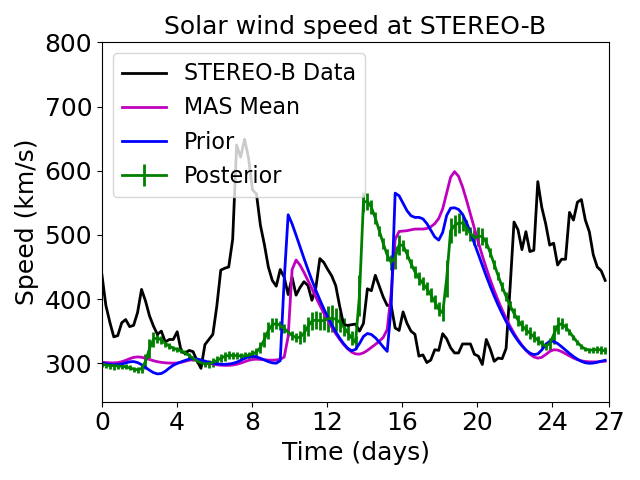 Solar wind speed at STEREO-B
800
700
600
500
400
300
Speed (km/s)
STEREO-B Data
MAS Mean
Prior
Posterior
0 4 8 12 16 20 24 27
Time (days)